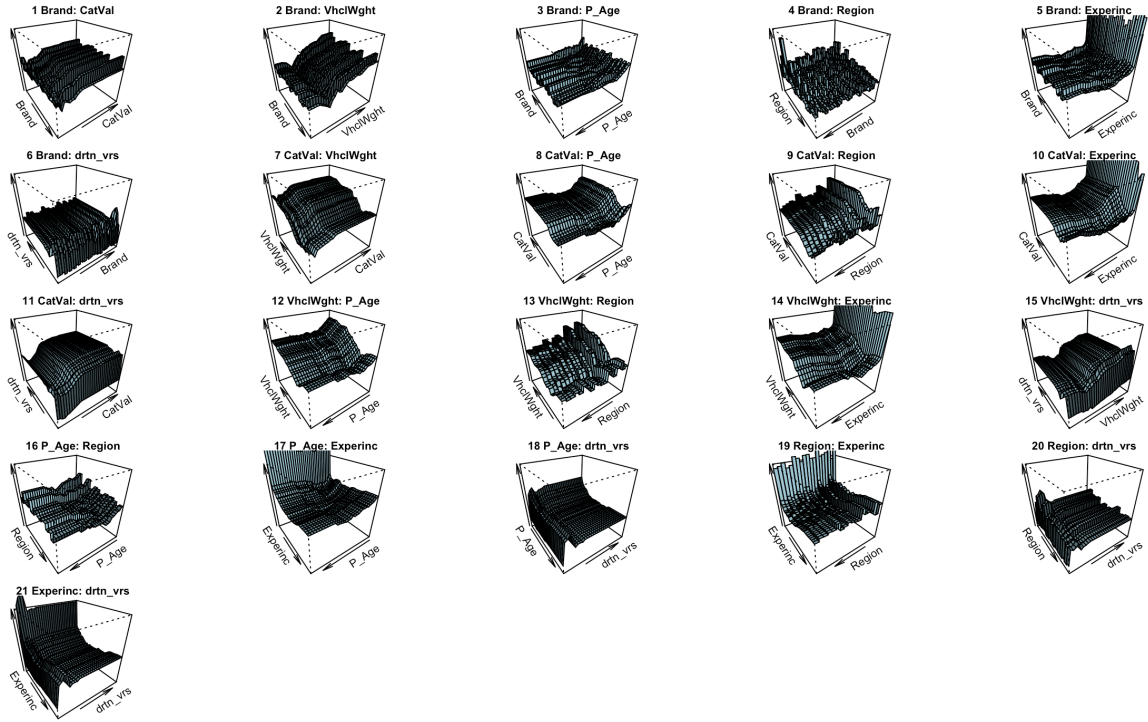 1 Brand: CatVal
Brand
CatVal
2 Brand: VhclWght
Brand
VhclWght
3 Brand: P_Age
Brand
P_Age
4 Brand: Region
Region
Brand
5 Brand: Experinc
Brand
Experinc
6 Brand: drtn_vrs
drtn_vrs
Brand
7 CatVal: VhclWght
VhclWght
CatVal
8 CatVal: P_Age
CatVal
P_Age
9 CatVal: Region
CatVal
Region
10 CatVal: Experinc
CatVal
Experinc
11 CatVal: drtn_vrs
drtn_vrs
CatVal
12 VhclWght: P_Age
VhclWght
P_Age
13 VhclWght: Region
VhclWght
Region
14 VhclWght: Experinc
VhclWght
Experinc
15 VhclWght: drtn_vrs
drtn_vrs
VhclWght
16 P_Age: Region
Region
P_Age
17 P_Age: Experinc
Experinc
P_Age
18 P_Age: drtn_vrs
P_Age
drtn_vrs
19 Region: Experinc
Experinc
Region
20 Region: drtn_vrs
Region
drtn_vrs
21 Experinc: drtn_vrs
Experinc
drtn_vrs